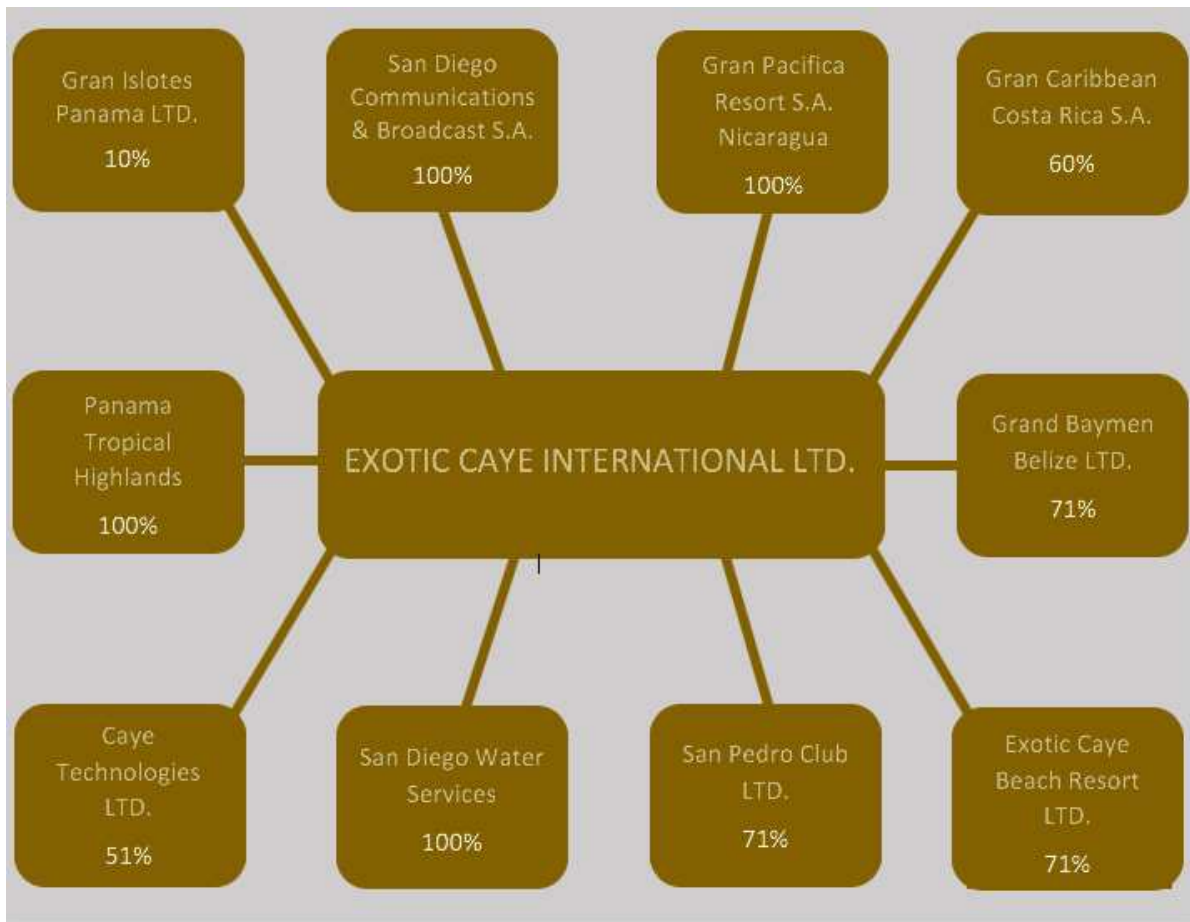 Gran Islotes
Panama LTD.
10%
San Diego
Communications
& Broadcast S.A.
100%
Gran Pacifica
Resort S.A.
Nicaragua
100%
Gran Caribbean
Costa Rica S.A.
60%
Panama
Tropical
Highlands
100%
EXOTIC CAYE INTERNATIONAL LTD.
Grand Baymen
Belize LTD.
71%
Caye
Technologies
LTD.
51%
San Diego Water
Services
100%
San Pedro Club
LTD.
71%
Exotic Caye
Beach Resort
LTD.
71%